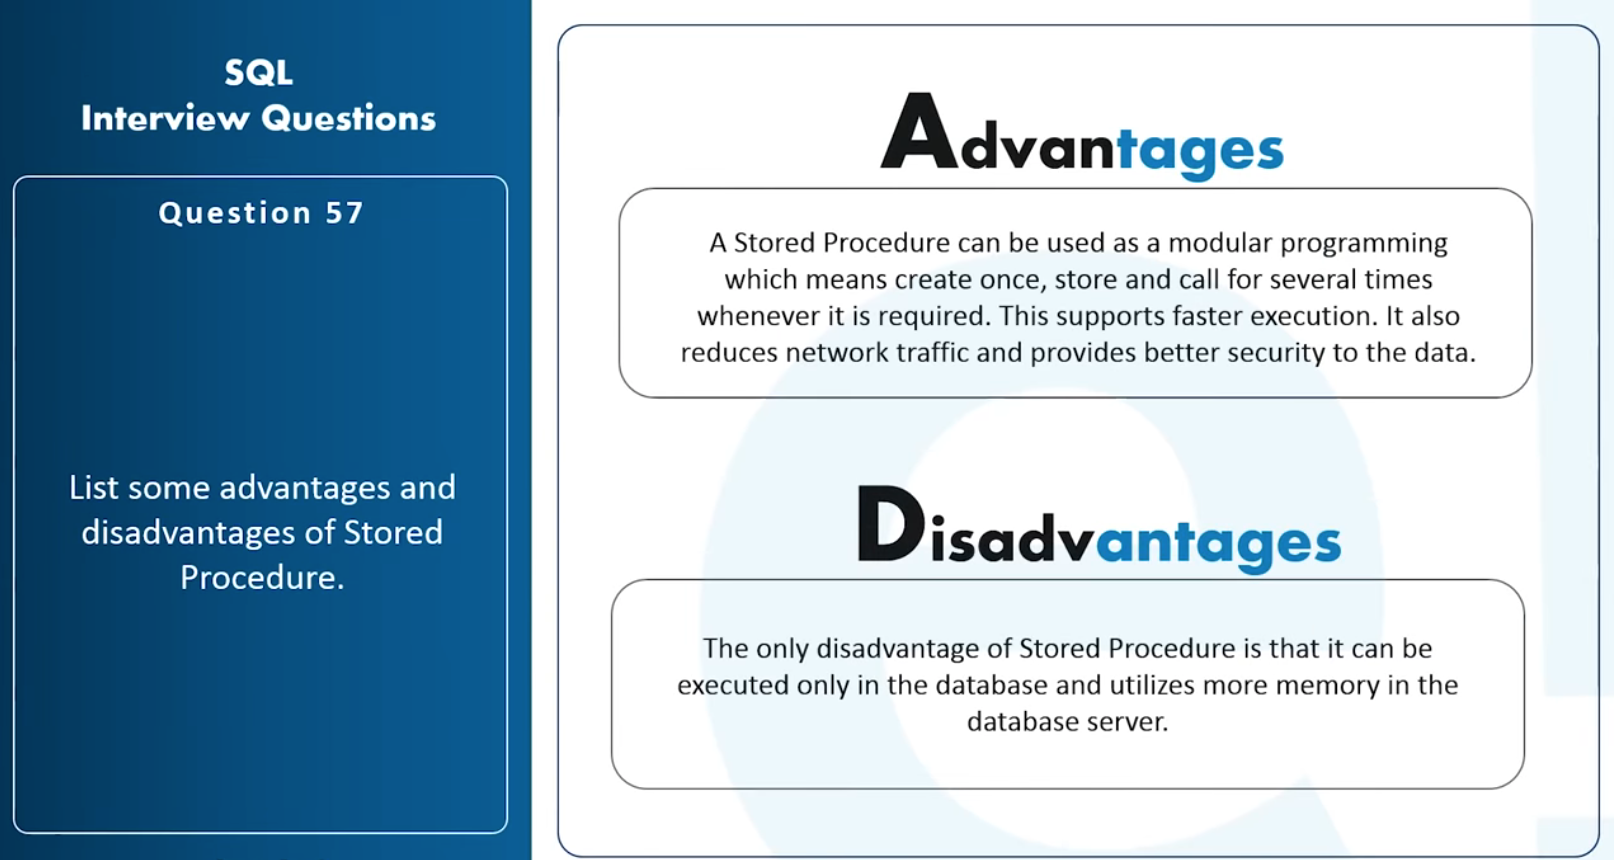 SQL
Interview Questions
Question 57
List some advantages and
disadvantages of Stored
Procedure.
Advantages
A Stored Procedure can be used as a modular programming
which means create once, store and call for several times
whenever it is required. This supports faster execution. It also
reduces network traffic and provides better security to the data.
Disadvantages
The only disadvantage of Stored Procedure is that it can be
executed only in the database and utilizes more memory in the
database server.